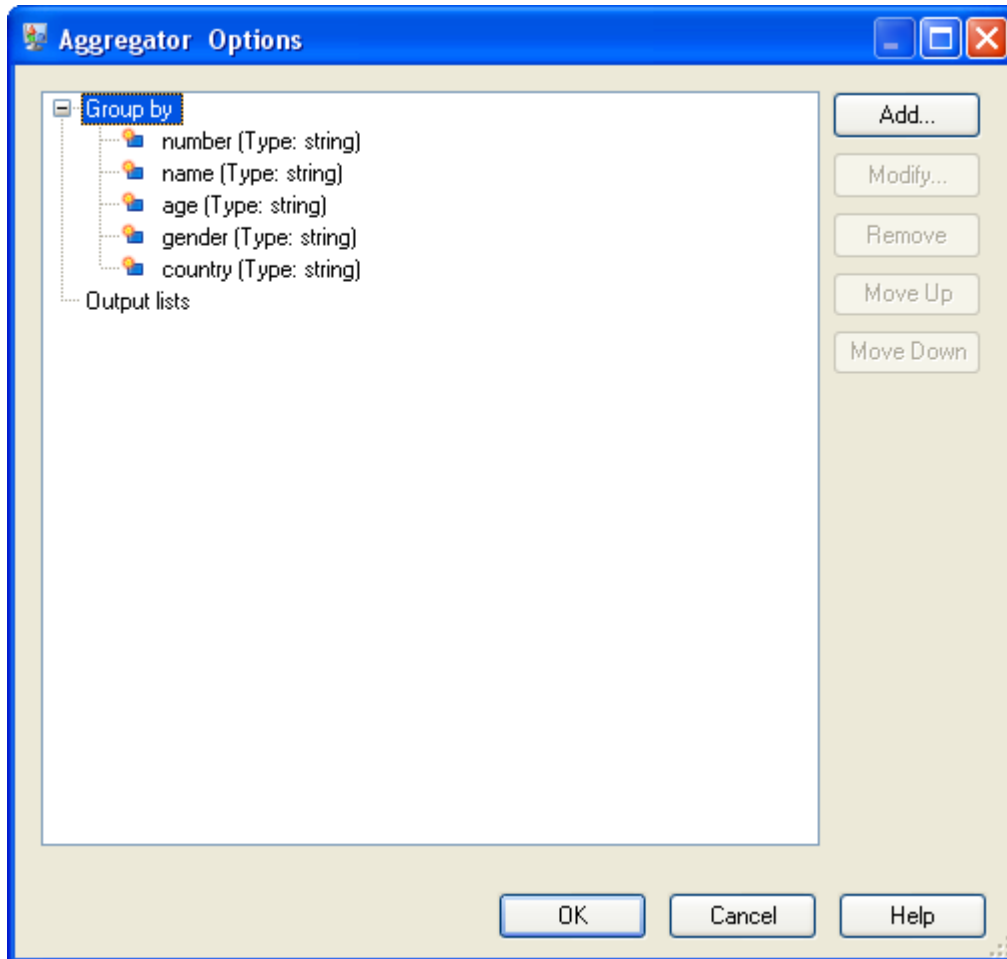 Aggregator Options
Group by
number (Type: string)
name (Type: string)
age (Type: string)
gender (Type: string)
country (Type: string)
Output lists
Add...
Modify...
Remove
Move Up
Move Down
OK
Cancel
Help